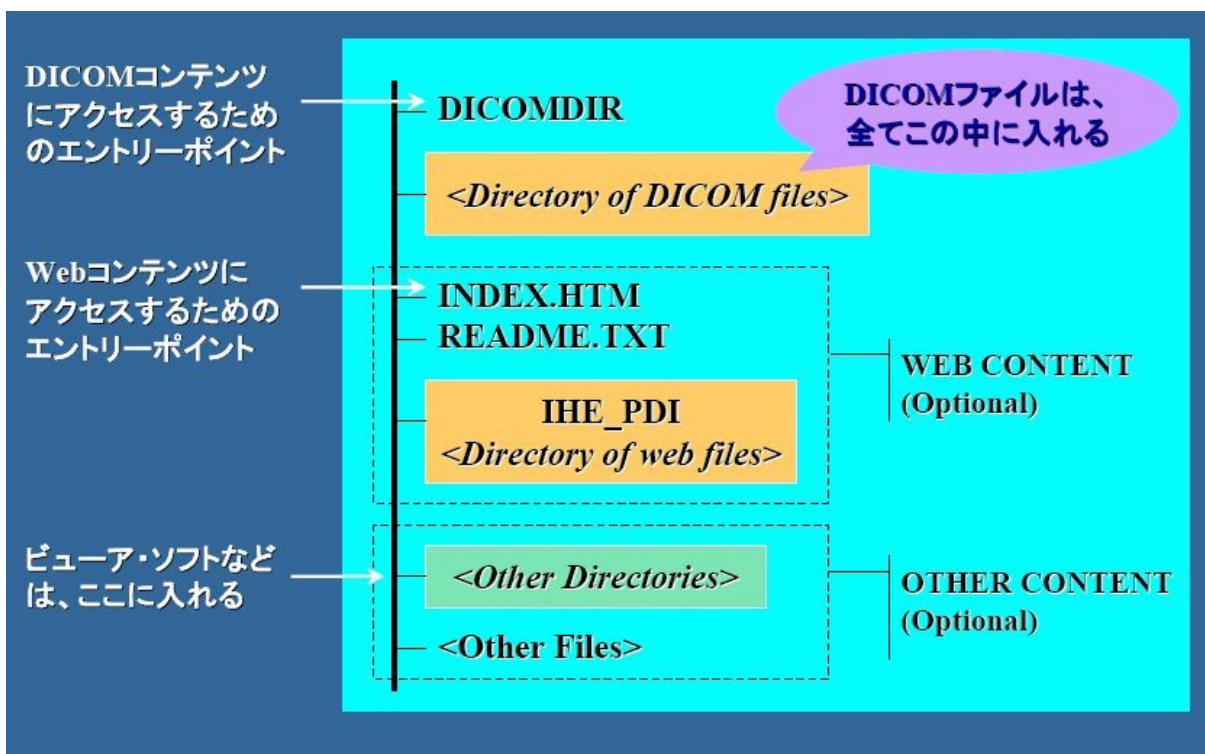 DICOMコンテンツ
にアクセスするため
のエントリーポイント
DICOMDIR
DICOMファイルは、
全てこの中に入れる
<Directory of DICOM files>
Webコンテンツに
アクセスするための
エントリーポイント
INDEX.HTM
README.TXT
IHE_PDI
<Directory of web files>
WEB CONTENT
(Optional)
ビューア・ソフトなど
は、ここに入れる
<Other Directories>
<Other Files>
OTHER CONTENT
(Optional)